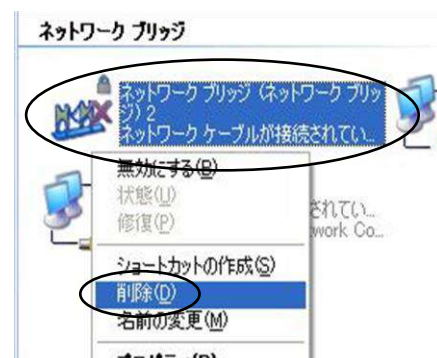 ネットワーク ブリッジ
ネットワーク ブリッジ (ネットワーク ブリッ
ジ) 2
ネットワーク ケーブルが接続されてい...
無効にする(B)
状態(U)
されてい...
修復(P)
work Co...
ショートカットの作成(S)
削除(D)
名前の変更(M)